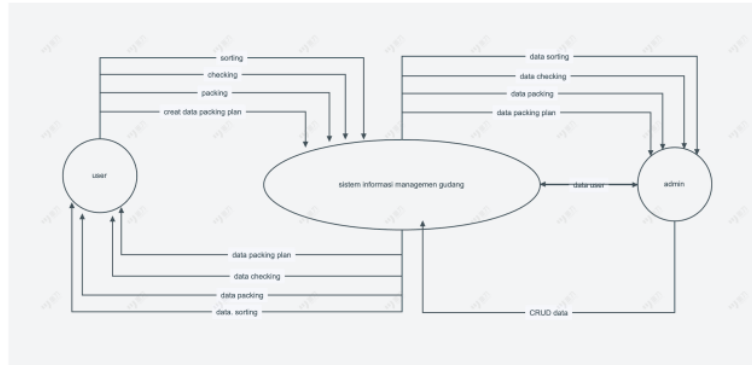 sorting
checking
packing
creat data packing plan
data sorting
data checking
data packing
data packing plan
user
sistem informasi managemen gudang
data user
admin
data packing plan
data checking
data packing
data. sorting
CRUD data